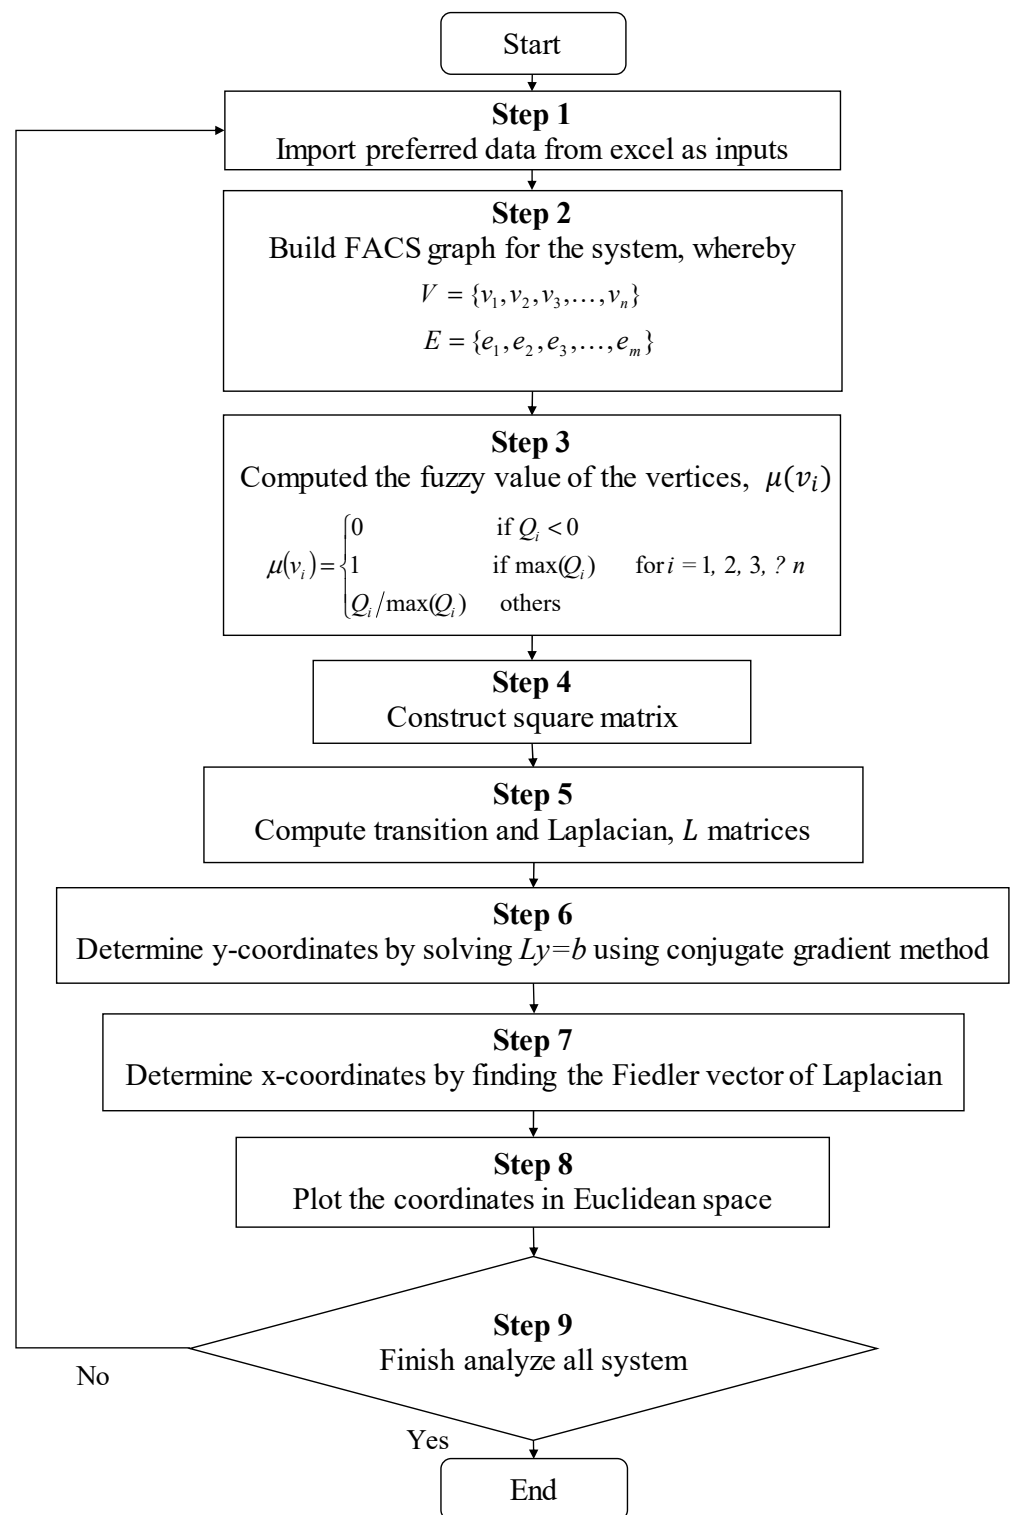 Start
Step 1
Import preferred data from excel as inputs
Step 2
Build FACS graph for the system, whereby
V = {v₁, v₂, v₃, …, vₙ}
E = {e₁, e₂, e₃, …, eₘ}
Step 3
Computed the fuzzy value of the vertices, μ(vᵢ)
0 if Qᵢ < 0
μ(vᵢ) = { 1 if max(Qᵢ) for i = 1, 2, 3, ? n
Qᵢ/max(Qᵢ) others
Step 4
Construct square matrix
Step 5
Compute transition and Laplacian, L matrices
Step 6
Determine y-coordinates by solving Ly=b using conjugate gradient method
Step 7
Determine x-coordinates by finding the Fiedler vector of Laplacian
Step 8
Plot the coordinates in Euclidean space
Step 9
Finish analyze all system
No
Yes
End